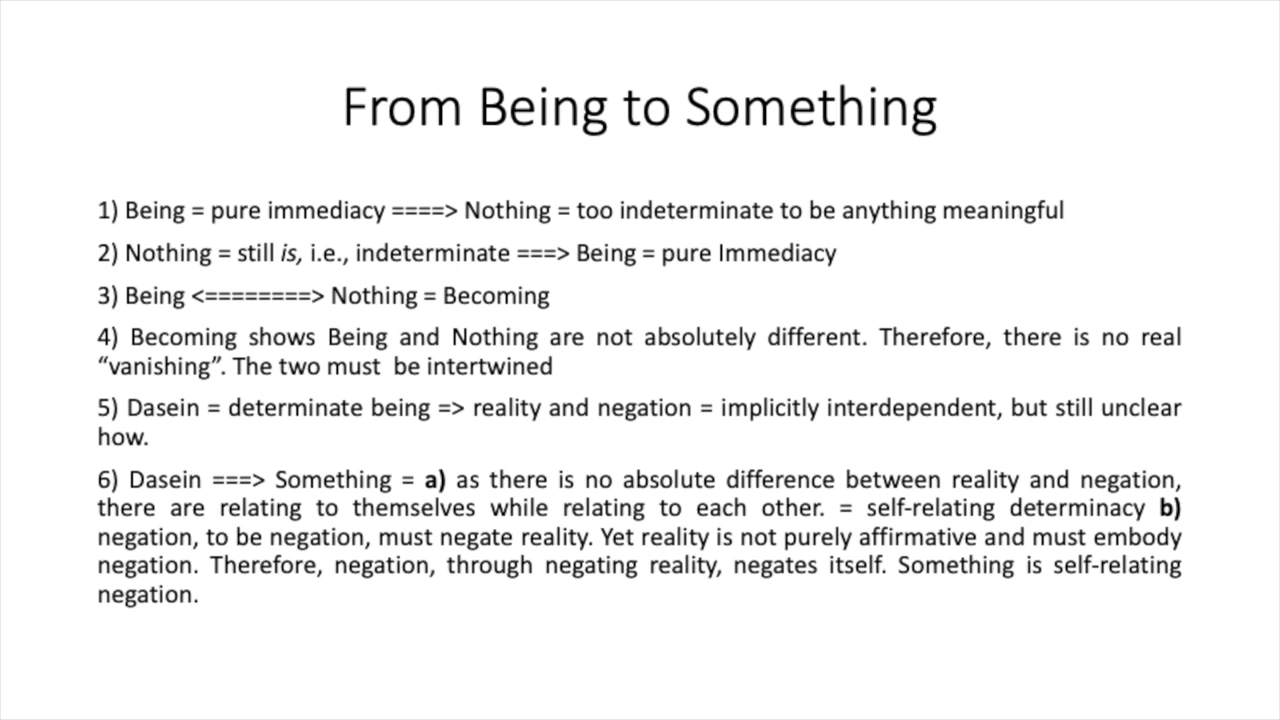 From Being to Something
1) Being = pure immediacy ====> Nothing = too indeterminate to be anything meaningful
2) Nothing = still is, i.e., indeterminate ===> Being = pure Immediacy
3) Being <========> Nothing = Becoming
4) Becoming shows Being and Nothing are not absolutely different. Therefore, there is no real
“vanishing”. The two must be intertwined
5) Dasein = determinate being => reality and negation = implicitly interdependent, but still unclear
how.
6) Dasein ===> Something = a) as there is no absolute difference between reality and negation,
there are relating to themselves while relating to each other. = self-relating determinacy b)
negation, to be negation, must negate reality. Yet reality is not purely affirmative and must embody
negation. Therefore, negation, through negating reality, negates itself. Something is self-relating
negation.